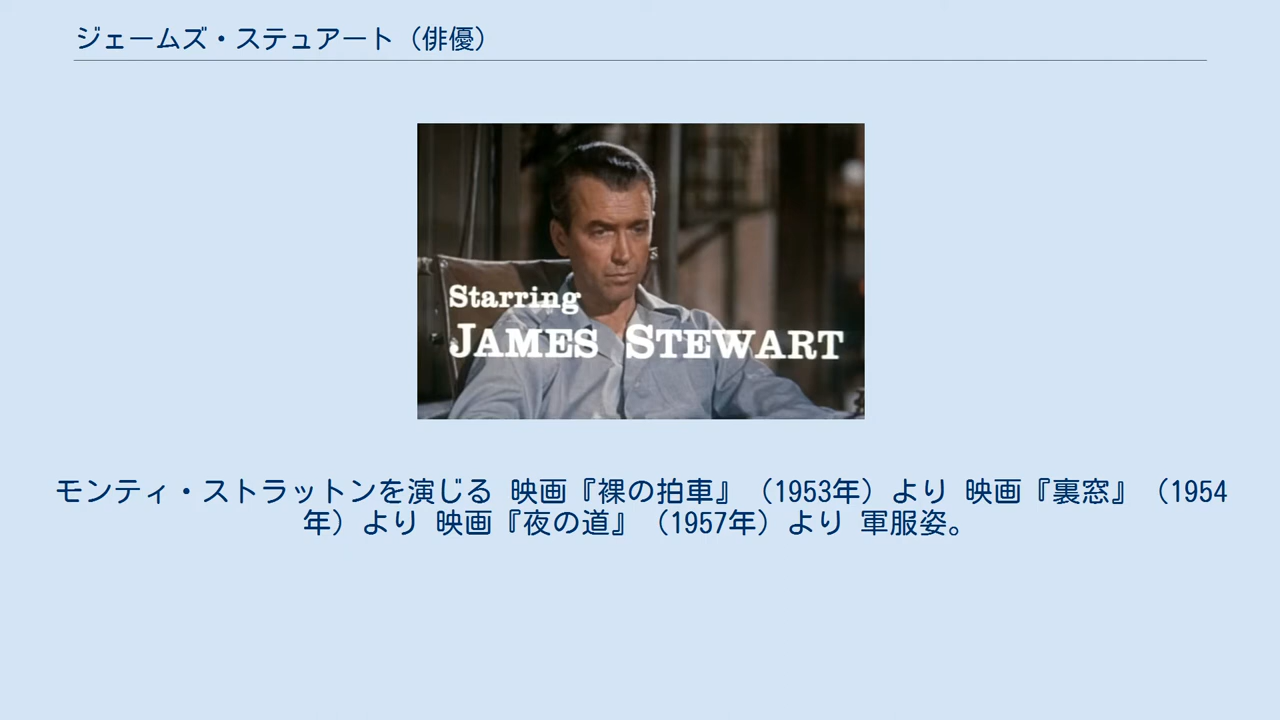 ジェームズ・ステュアート（俳優）
Starring
JAMES STEWART
モンティ・ストラットンを演じる 映画『裸の拍車』（1953年）より 映画『裏窓』（1954
年）より 映画『夜の道』（1957年）より 軍服姿。